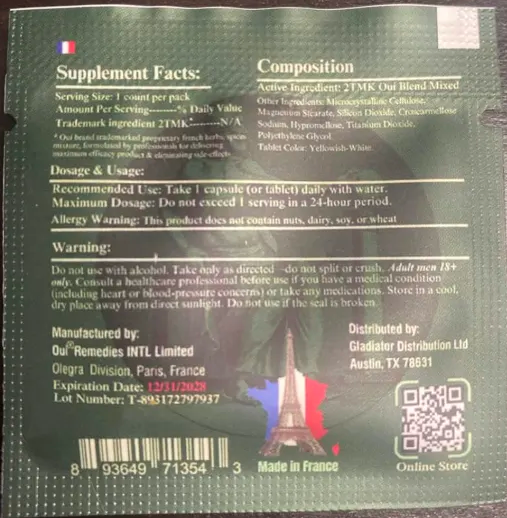 Supplement Facts:
Serving Size: 1 count per pack
Amount Per Serving--------% Daily Value
Trademark ingredient 2TMK*--------N/A
* Oui brand trademarked proprietary french herbs, spices
mixture, formulated by professionals for delivering
maximum efficacy product & eleminating side-effects
Composition
Active Ingredient: 2TMK Oui Blend Mixed
Other Ingredients: Microcrystalline Cellulose,
Magnesium Stearate, Silicon Dioxide, Croscarmellose
Sodium, Hypromellose, Titanium Dioxide,
Polyethylene Glycol.
Tablet Color: Yellowish-White.
Dosage & Usage:
Recommended Use: Take 1 capsule (or tablet) daily with water.
Maximum Dosage: Do not exceed 1 serving in a 24-hour period.
Allergy Warning: This product does not contain nuts, dairy, soy, or wheat
Warning:
Do not use with alcohol. Take only as directed—do not split or crush. Adult men 18+
only. Consult a healthcare professional before use if you have a medical condition
(including heart or blood-pressure concerns) or take any medications. Store in a cool,
dry place away from direct sunlight. Do not use if the seal is broken.
Manufactured by:
Oui® Remedies INTL Limited
Olegra Division, Paris, France
Expiration Date: 12/31/2028
Lot Number: T-893172797937
Distributed by:
Gladiator Distribution Ltd
Austin, TX 78631
8 93649 71354 3
Made in France
Online Store